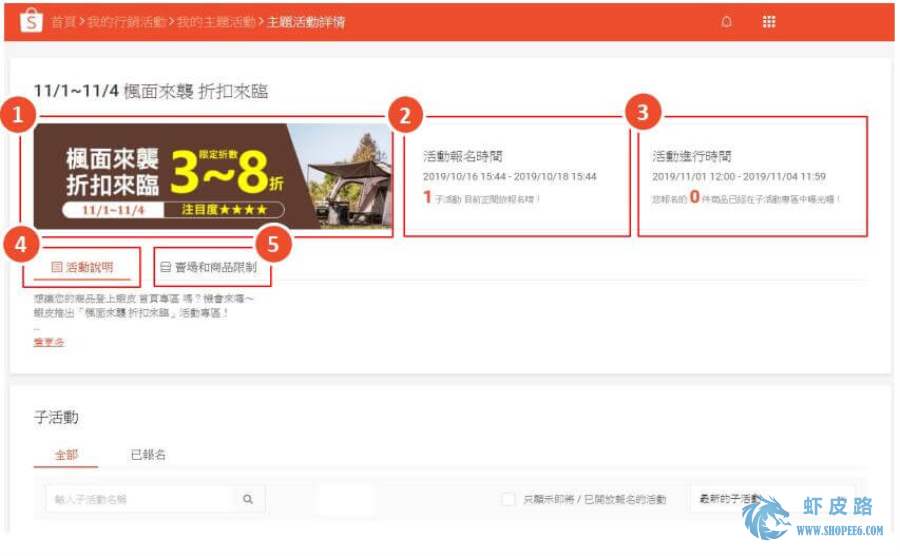 首頁 > 我的行銷活動 > 我的主題活動 > 主題活動詳情
11/1~11/4 楓面來襲 折扣來臨
1
2
3
楓面來襲
折扣來臨
限定折數
3~8折
11/1~11/4 注目度★★★★
活動報名時間
2019/10/16 15:44 - 2019/10/18 15:44
1 子活動 目前正開放報名唷!
活動進行時間
2019/11/01 12:00 - 2019/11/04 11:59
您報名的 0 件商品已經在子活動專區中曝光囉!
4
5
活動說明
賣場和商品限制
想讓您的商品登上蝦皮 首頁專區 嗎?機會來囉~
蝦皮推出「楓面來襲 折扣來臨」活動專區!
...
看更多
子活動
全部
已報名
輸入子活動名稱
只顯示即將 / 已開放報名的活動
最新的子活動
虾皮路
WWW.SHOPEE6.COM